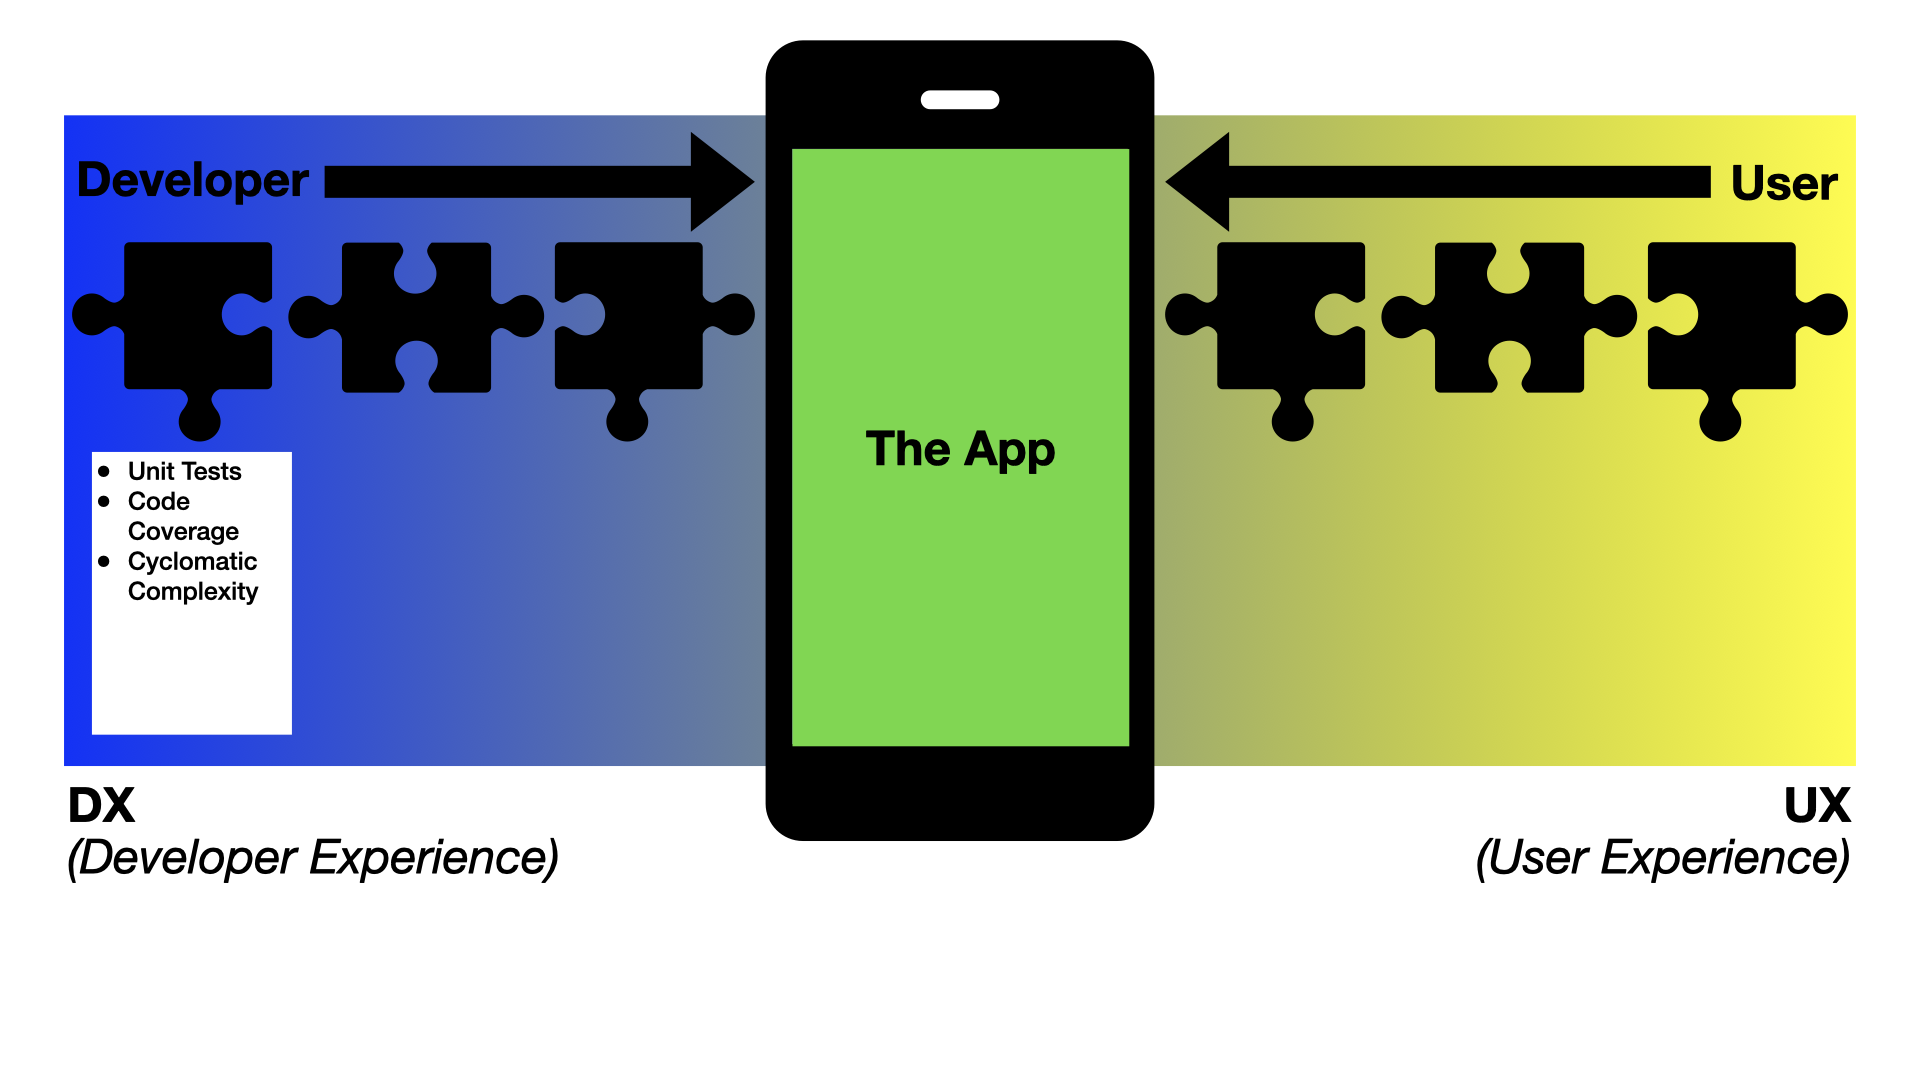 Developer
User
The App
● Unit Tests
● Code
Coverage
● Cyclomatic
Complexity
DX
(Developer Experience)
UX
(User Experience)